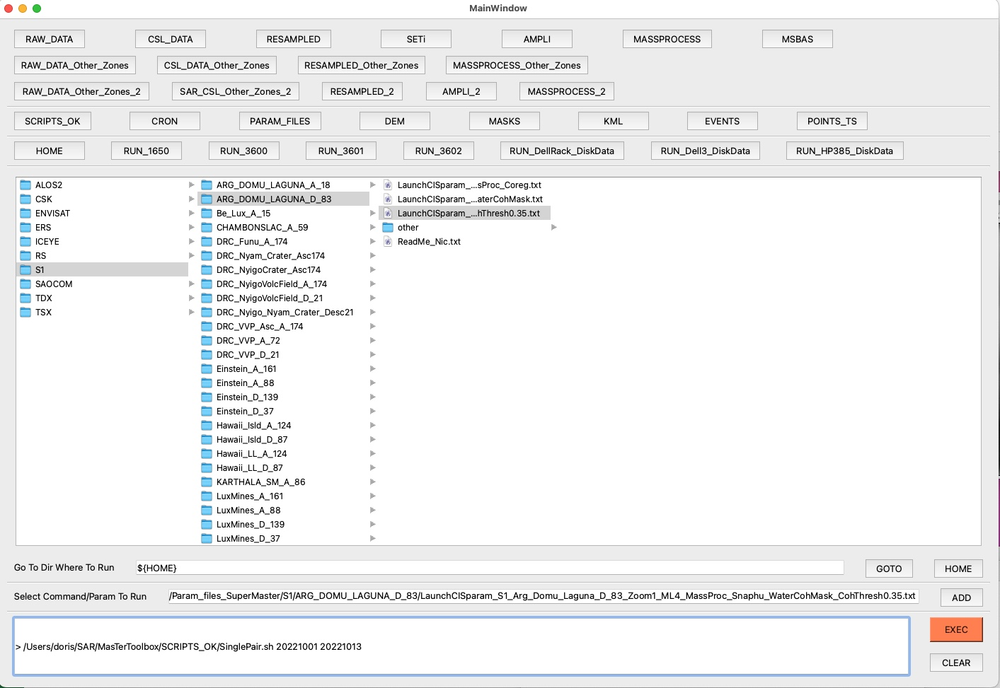 MainWindow
RAW_DATA CSL_DATA RESAMPLED SETi AMPLI MASSPROCESS MSBAS
RAW_DATA_Other_Zones CSL_DATA_Other_Zones RESAMPLED_Other_Zones MASSPROCESS_Other_Zones
RAW_DATA_Other_Zones_2 SAR_CSL_Other_Zones_2 RESAMPLED_2 AMPLI_2 MASSPROCESS_2
SCRIPTS_OK CRON PARAM_FILES DEM MASKS KML EVENTS POINTS_TS
HOME RUN_1650 RUN_3600 RUN_3601 RUN_3602 RUN_DellRack_DiskData RUN_Dell3_DiskData RUN_HP385_DiskData
ALOS2 ARG_DOMU_LAGUNA_A_18 LaunchCISparam_...sProc_Coreg.txt
CSK ARG_DOMU_LAGUNA_D_83 LaunchCISparam_...aterCohMask.txt
ENVISAT Be_Lux_A_15 LaunchCISparam_...hThresh0.35.txt
ERS CHAMBONSLAC_A_59 other
ICEYE DRC_Funu_A_174 ReadMe_Nic.txt
RS DRC_Nyam_Crater_Asc174
S1 DRC_NyigoCrater_Asc174
SAOCOM DRC_NyigoVolcField_A_174
TDX DRC_NyigoVolcField_D_21
TSX DRC_Nyigo_Nyam_Crater_Desc21
DRC_VVP_Asc_A_174
DRC_VVP_A_72
DRC_VVP_D_21
Einstein_A_161
Einstein_A_88
Einstein_D_139
Einstein_D_37
Hawaii_Isld_A_124
Hawaii_Isld_D_87
Hawaii_LL_A_124
Hawaii_LL_D_87
KARTHALA_SM_A_86
LuxMines_A_161
LuxMines_A_88
LuxMines_D_139
LuxMines_D_37
Go To Dir Where To Run ${HOME} GOTO HOME
Select Command/Param To Run /Param_files_SuperMaster/S1/ARG_DOMU_LAGUNA_D_83/LaunchCISparam_S1_Arg_Domu_Laguna_D_83_Zoom1_ML4_MassProc_Snaphu_WaterCohMask_CohThresh0.35.txt ADD
EXEC
> /Users/doris/SAR/MasTerToolbox/SCRIPTS_OK/SinglePair.sh 20221001 20221013
CLEAR